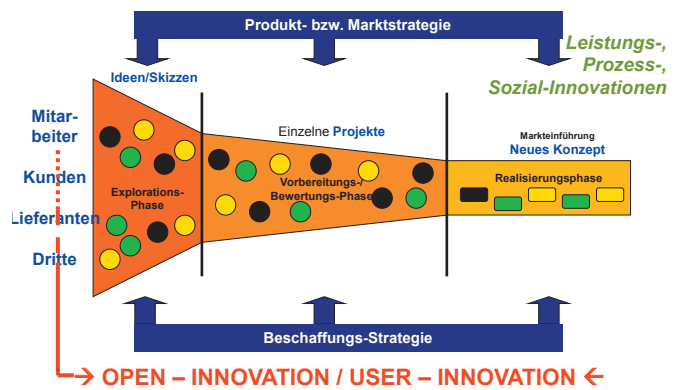 Produkt- bzw. Marktstrategie
Leistungs-,
Prozess-,
Sozial-Innovationen
Ideen/Skizzen
Mitar-
beiter
Einzelne Projekte
Markteinführung
Neues Konzept
Kunden
Explorations-
Phase
Vorbereitungs-/
Bewertungs-Phase
Realisierungsphase
Lieferanten
Dritte
Beschaffungs-Strategie
→ OPEN – INNOVATION / USER – INNOVATION ←